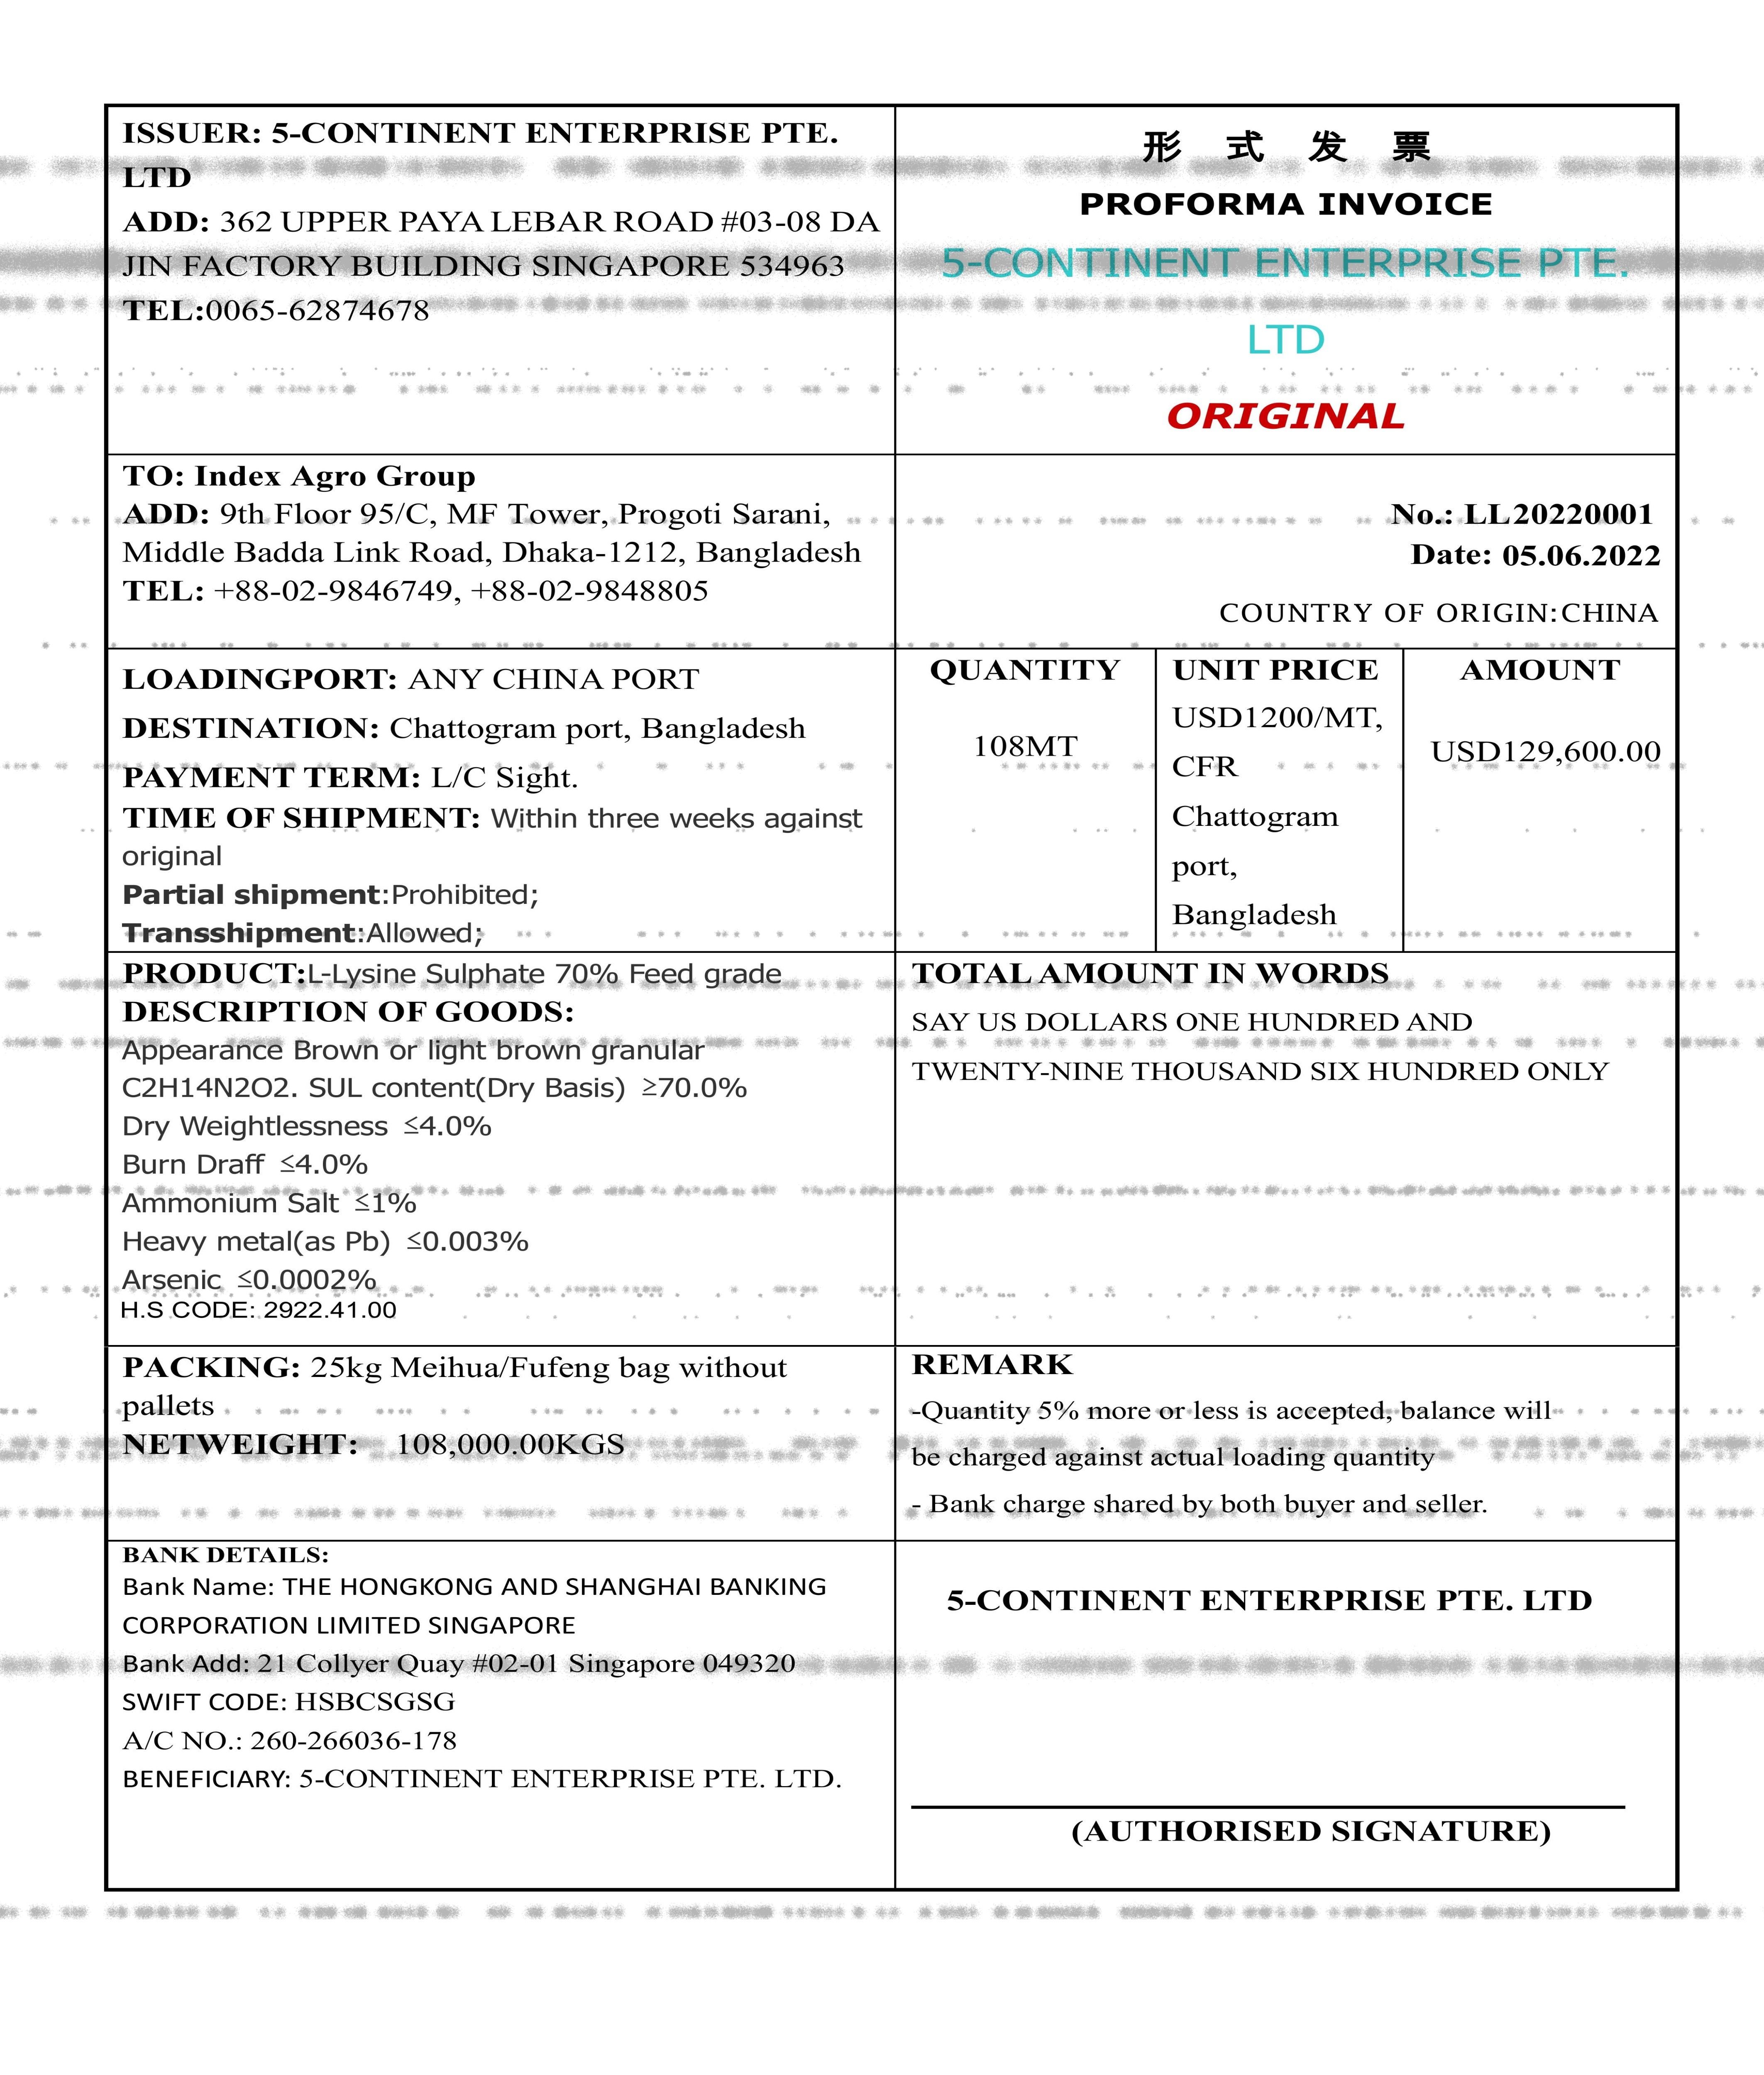 ISSUER: 5-CONTINENT ENTERPRISE PTE.
LTD
ADD: 362 UPPER PAYA LEBAR ROAD #03-08 DA
JIN FACTORY BUILDING SINGAPORE 534963
TEL:0065-62874678
形 式 发 票
PROFORMA INVOICE
5-CONTINENT ENTERPRISE PTE.
LTD
ORIGINAL
TO: Index Agro Group
ADD: 9th Floor 95/C, MF Tower, Progoti Sarani,
Middle Badda Link Road, Dhaka-1212, Bangladesh
TEL: +88-02-9846749, +88-02-9848805
No.: LL20220001
Date: 05.06.2022
COUNTRY OF ORIGIN:CHINA
LOADINGPORT: ANY CHINA PORT
DESTINATION: Chattogram port, Bangladesh
PAYMENT TERM: L/C Sight.
TIME OF SHIPMENT: Within three weeks against
original
Partial shipment:Prohibited;
Transshipment:Allowed;
QUANTITY
108MT
UNIT PRICE
USD1200/MT,
CFR
Chattogram
port,
Bangladesh
AMOUNT
USD129,600.00
PRODUCT:L-Lysine Sulphate 70% Feed grade
DESCRIPTION OF GOODS:
Appearance Brown or light brown granular
C2H14N2O2. SUL content(Dry Basis) ≥70.0%
Dry Weightlessness ≤4.0%
Burn Draff ≤4.0%
Ammonium Salt ≤1%
Heavy metal(as Pb) ≤0.003%
Arsenic ≤0.0002%
H.S CODE: 2922.41.00
TOTAL AMOUNT IN WORDS
SAY US DOLLARS ONE HUNDRED AND
TWENTY-NINE THOUSAND SIX HUNDRED ONLY
PACKING: 25kg Meihua/Fufeng bag without
pallets
NETWEIGHT: 108,000.00KGS
REMARK
-Quantity 5% more or less is accepted, balance will
be charged against actual loading quantity
- Bank charge shared by both buyer and seller.
BANK DETAILS:
Bank Name: THE HONGKONG AND SHANGHAI BANKING
CORPORATION LIMITED SINGAPORE
Bank Add: 21 Collyer Quay #02-01 Singapore 049320
SWIFT CODE: HSBCSGSG
A/C NO.: 260-266036-178
BENEFICIARY: 5-CONTINENT ENTERPRISE PTE. LTD.
5-CONTINENT ENTERPRISE PTE. LTD
(AUTHORISED SIGNATURE)